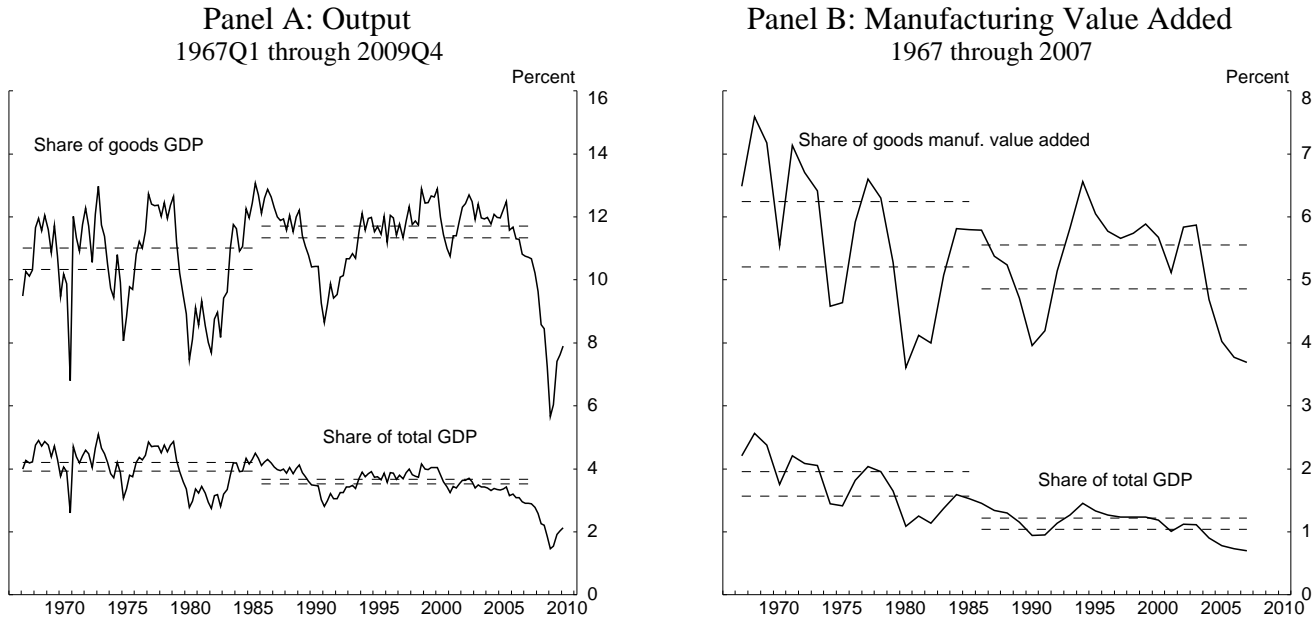 Panel A: Output
1967Q1 through 2009Q4
Percent
16
14
12
10
8
6
4
2
0
Share of goods GDP
Share of total GDP
1970 1975 1980 1985 1990 1995 2000 2005 2010
Panel B: Manufacturing Value Added
1967 through 2007
Percent
8
7
6
5
4
3
2
1
0
Share of goods manuf. value added
Share of total GDP
1970 1975 1980 1985 1990 1995 2000 2005 2010